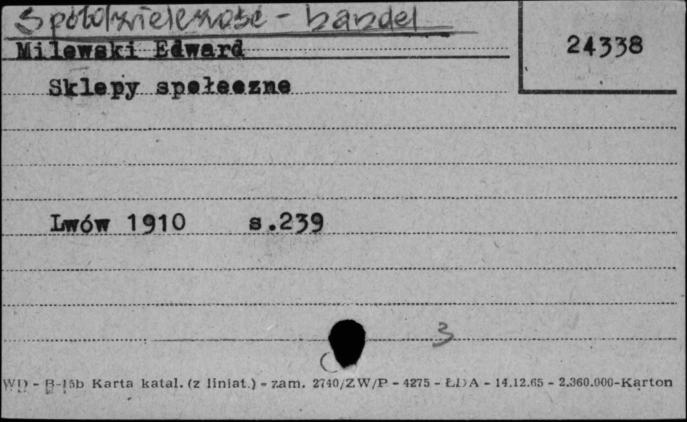 Spółdzielczość - handel
Milewski Edward
24338
Sklepy społeczne
Lwów 1910 s.239
3
WD - B-15b Karta katal. (z liniat.) - zam. 2740/ZW/P - 4275 - ŁDA - 14.12.65 - 2.360.000-Karton